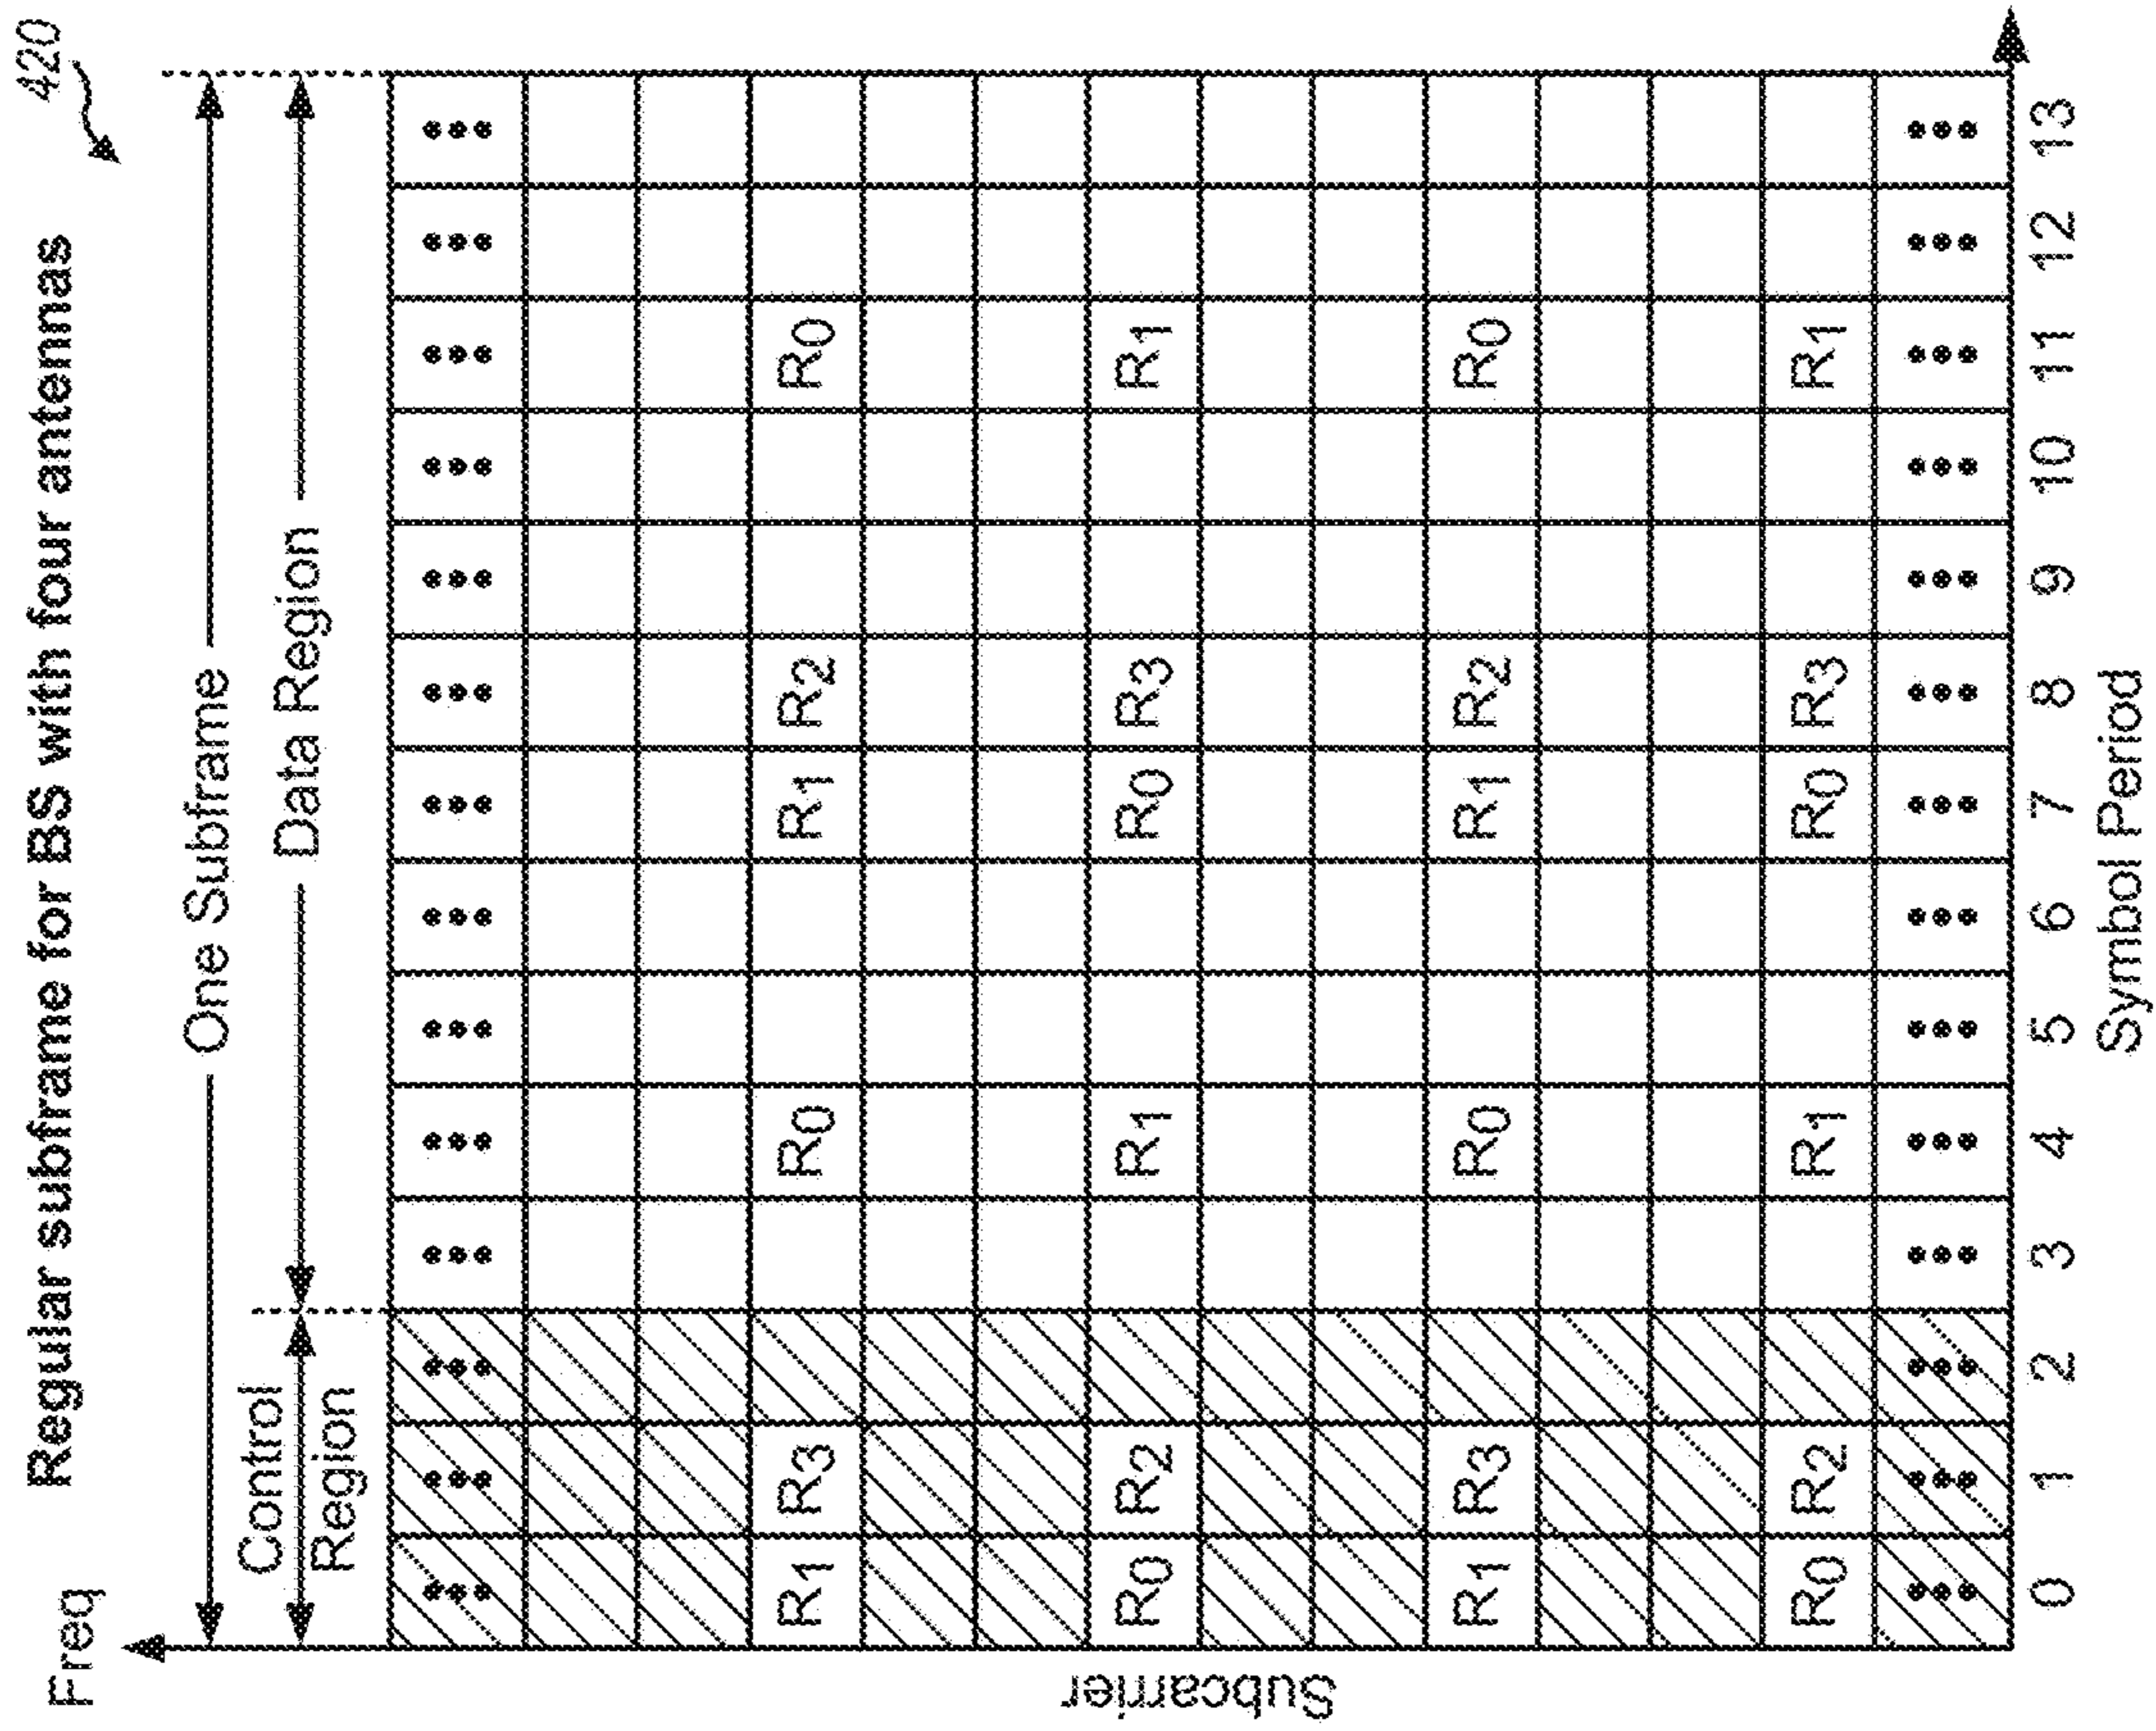 Regular subframe for BS with four antennas
420
Freq
One Subframe
Control
Region
Data Region
Subcarrier
R1 R3 R0 R1 R2 R0
R0 R2 R1 R0 R3 R1
R1 R3 R0 R1 R2 R0
R0 R2 R1 R0 R3 R1
0 1 2 3 4 5 6 7 8 9 10 11 12 13
Symbol Period